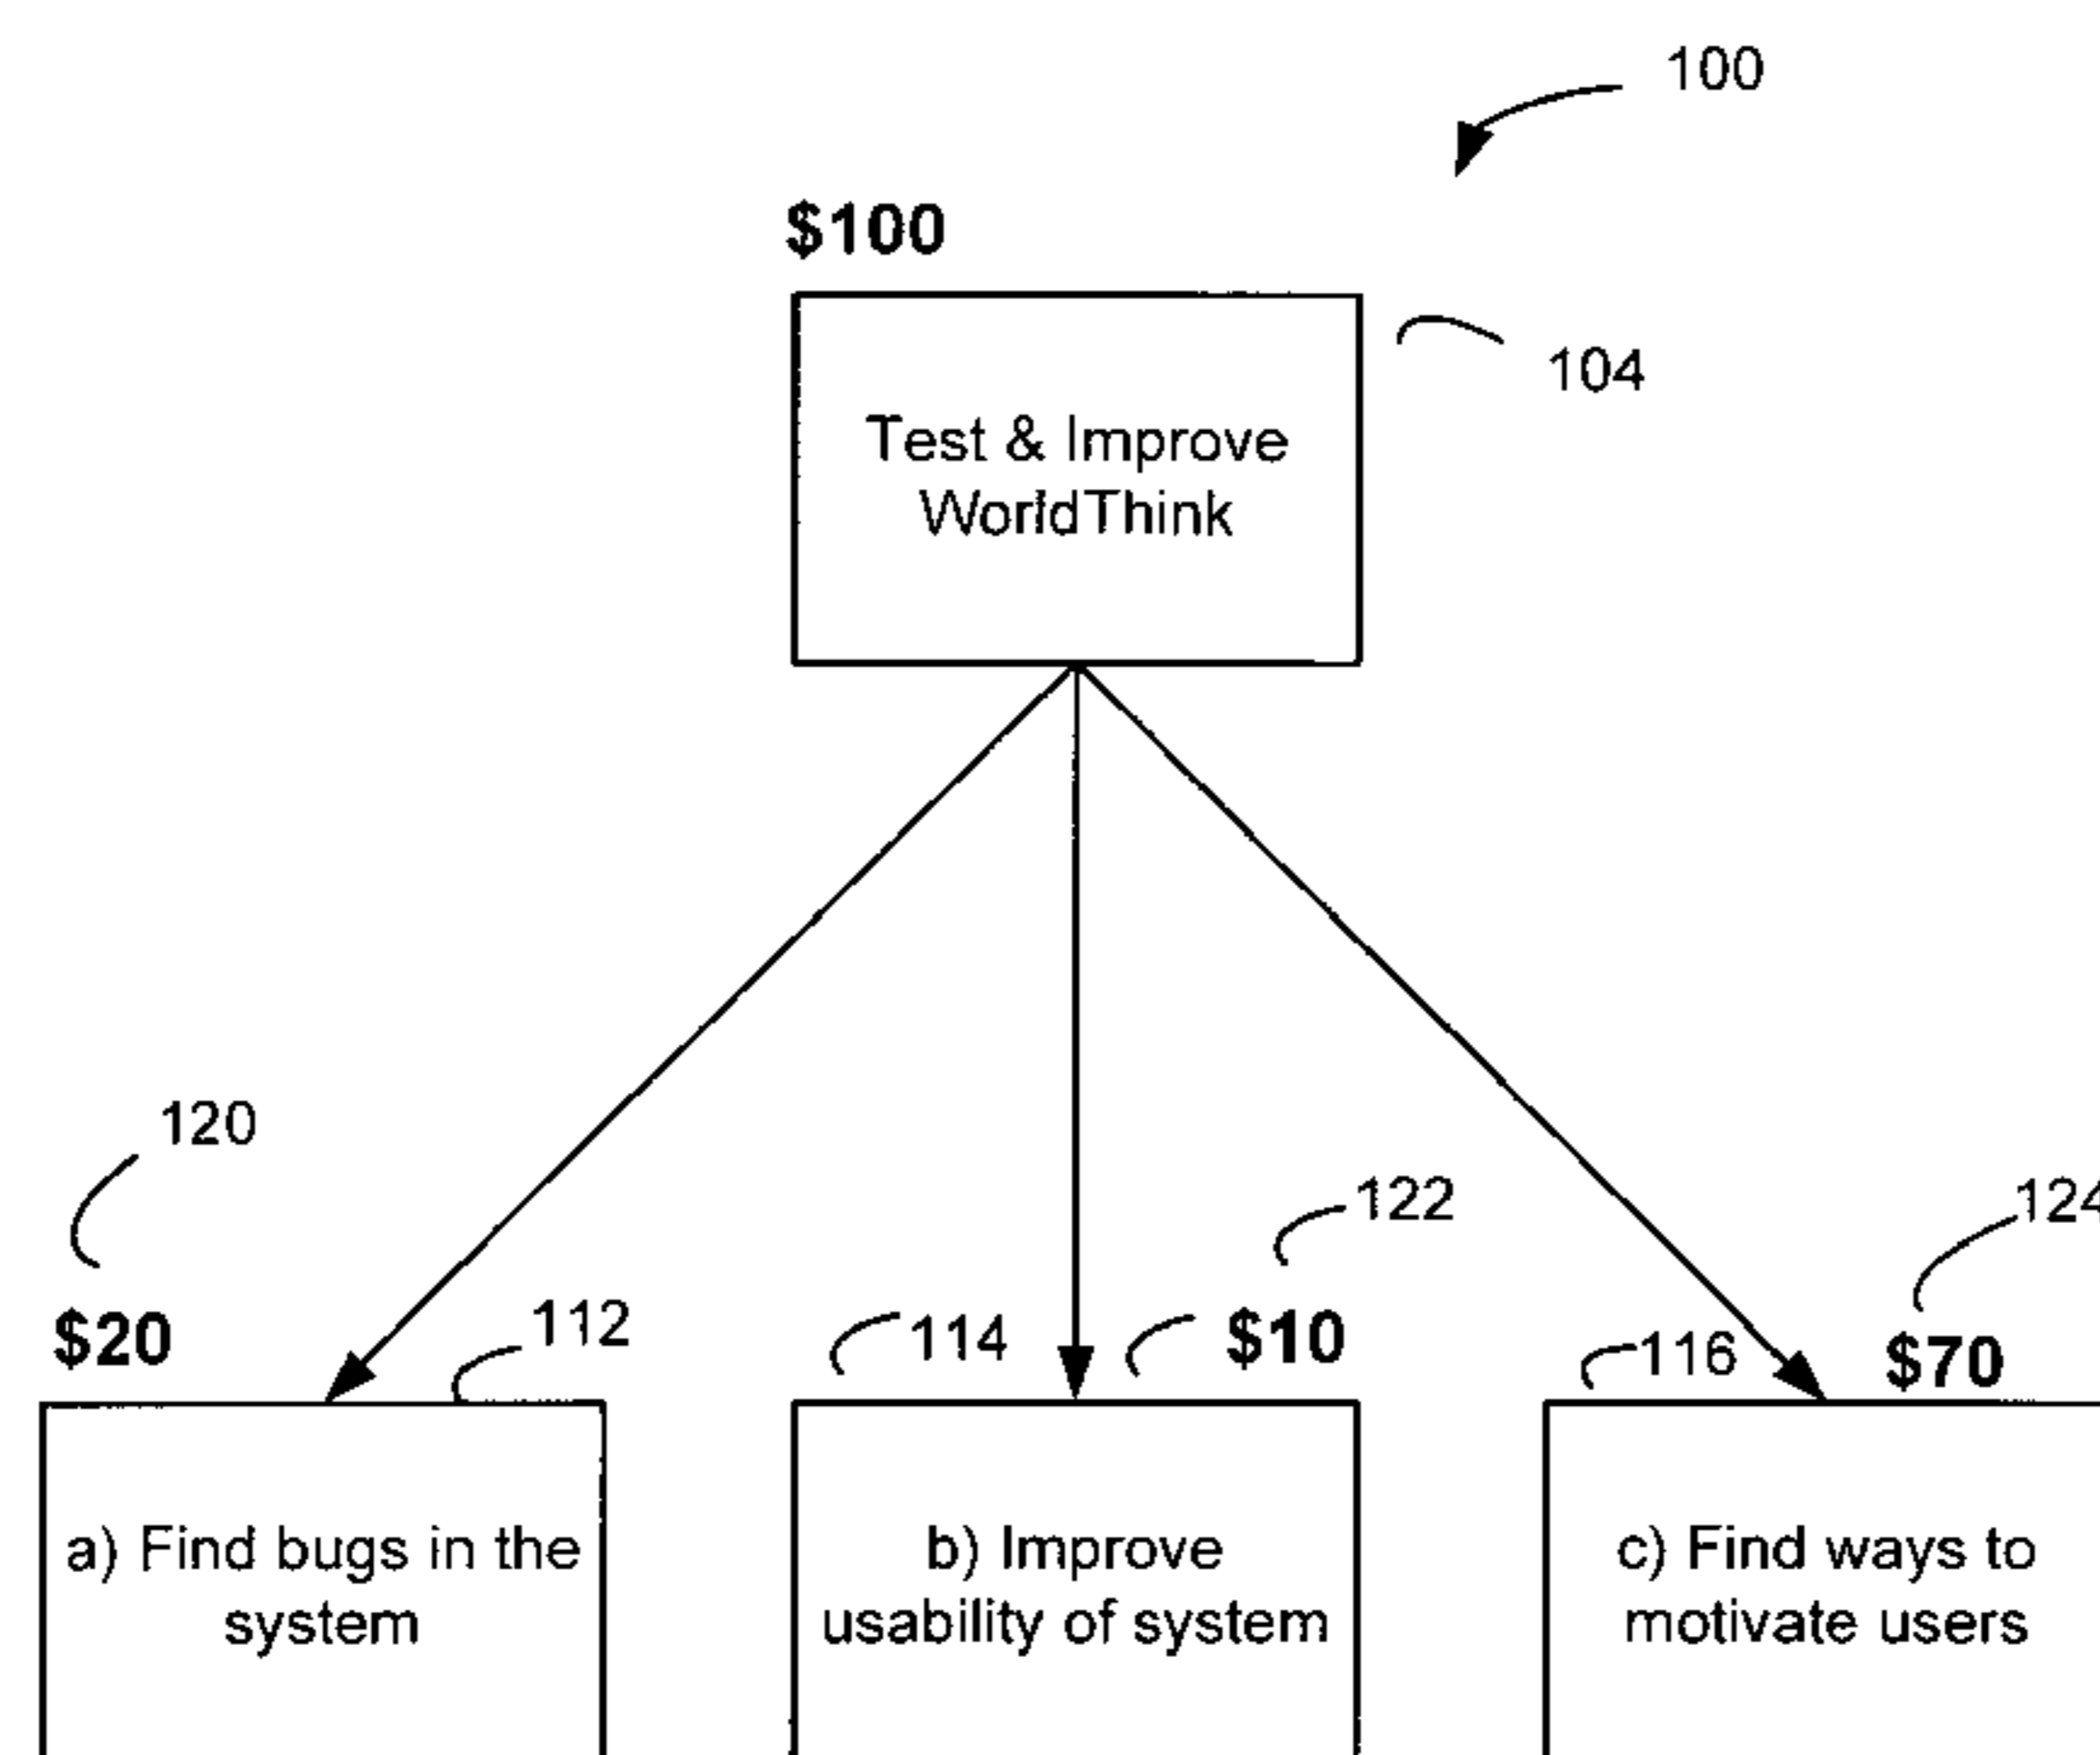 100
$100
104
Test & Improve
WorldThink
120
122
124
$20
112
114
$10
116
$70
a) Find bugs in the
system
b) Improve
usability of system
c) Find ways to
motivate users